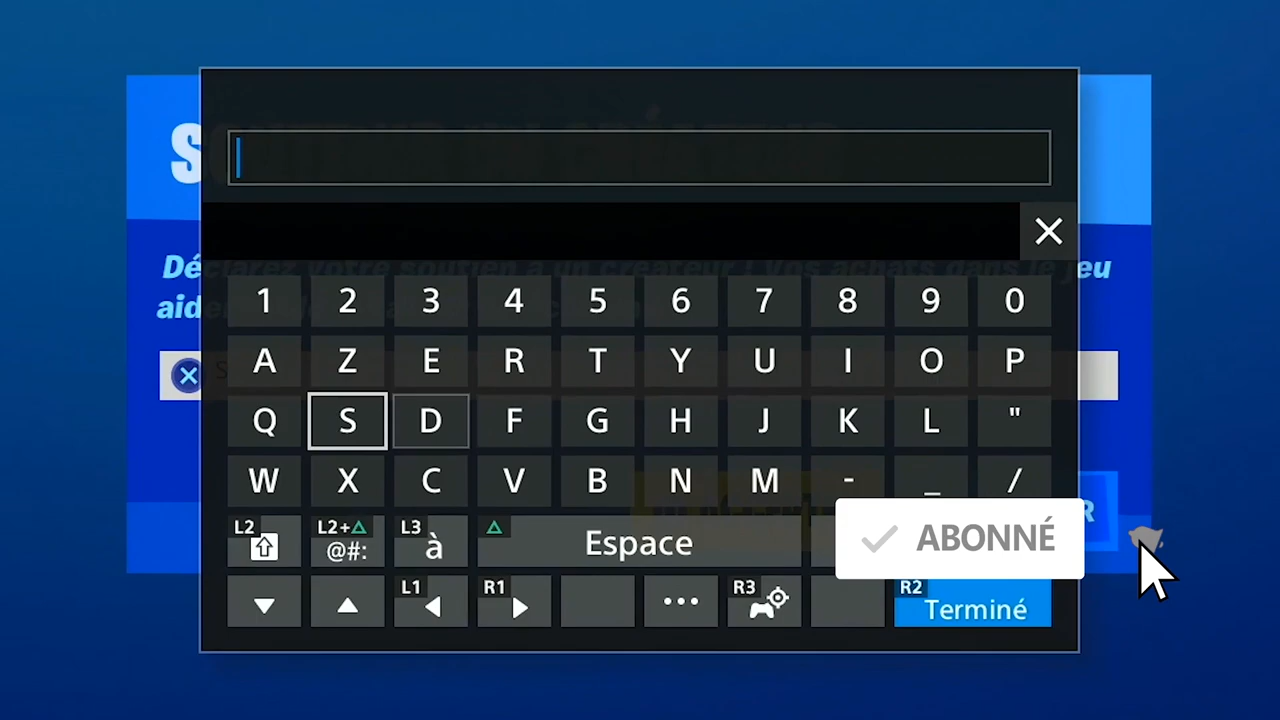 S
Déclarez votre soutien à un créateur ! Vos achats dans le jeu
aider
1 2 3 4 5 6 7 8 9 0
A Z E R T Y U I O P
Q S D F G H J K L "
W X C V B N M - _ /
L2 L2+△ @#: L3 à △ Espace
ABONNÉ
R
L1 R1 ... R3 R2 Terminé